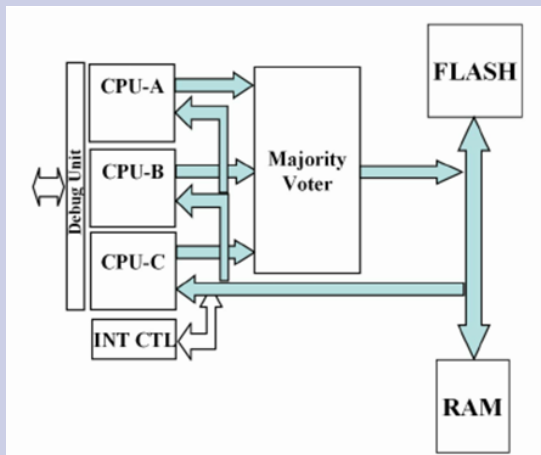 FLASH
CPU-A
Majority
Voter
CPU-B
Debug Unit
CPU-C
INT CTL
RAM